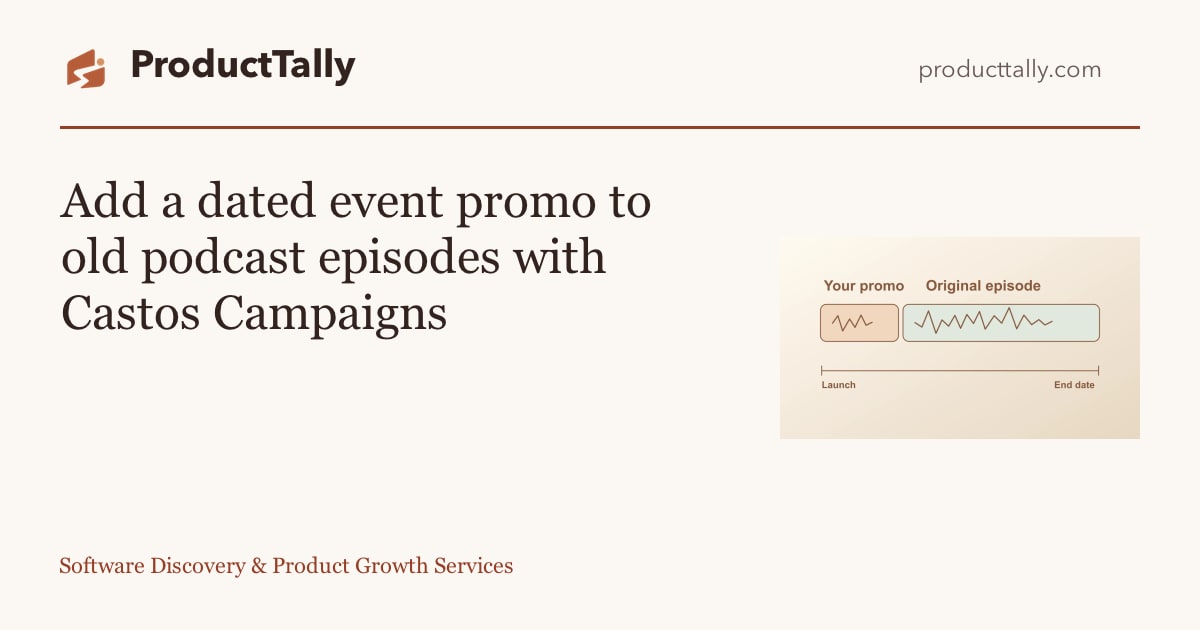 ProductTally
producttally.com
Add a dated event promo to
old podcast episodes with
Castos Campaigns
Your promo
Original episode
Launch
End date
Software Discovery & Product Growth Services